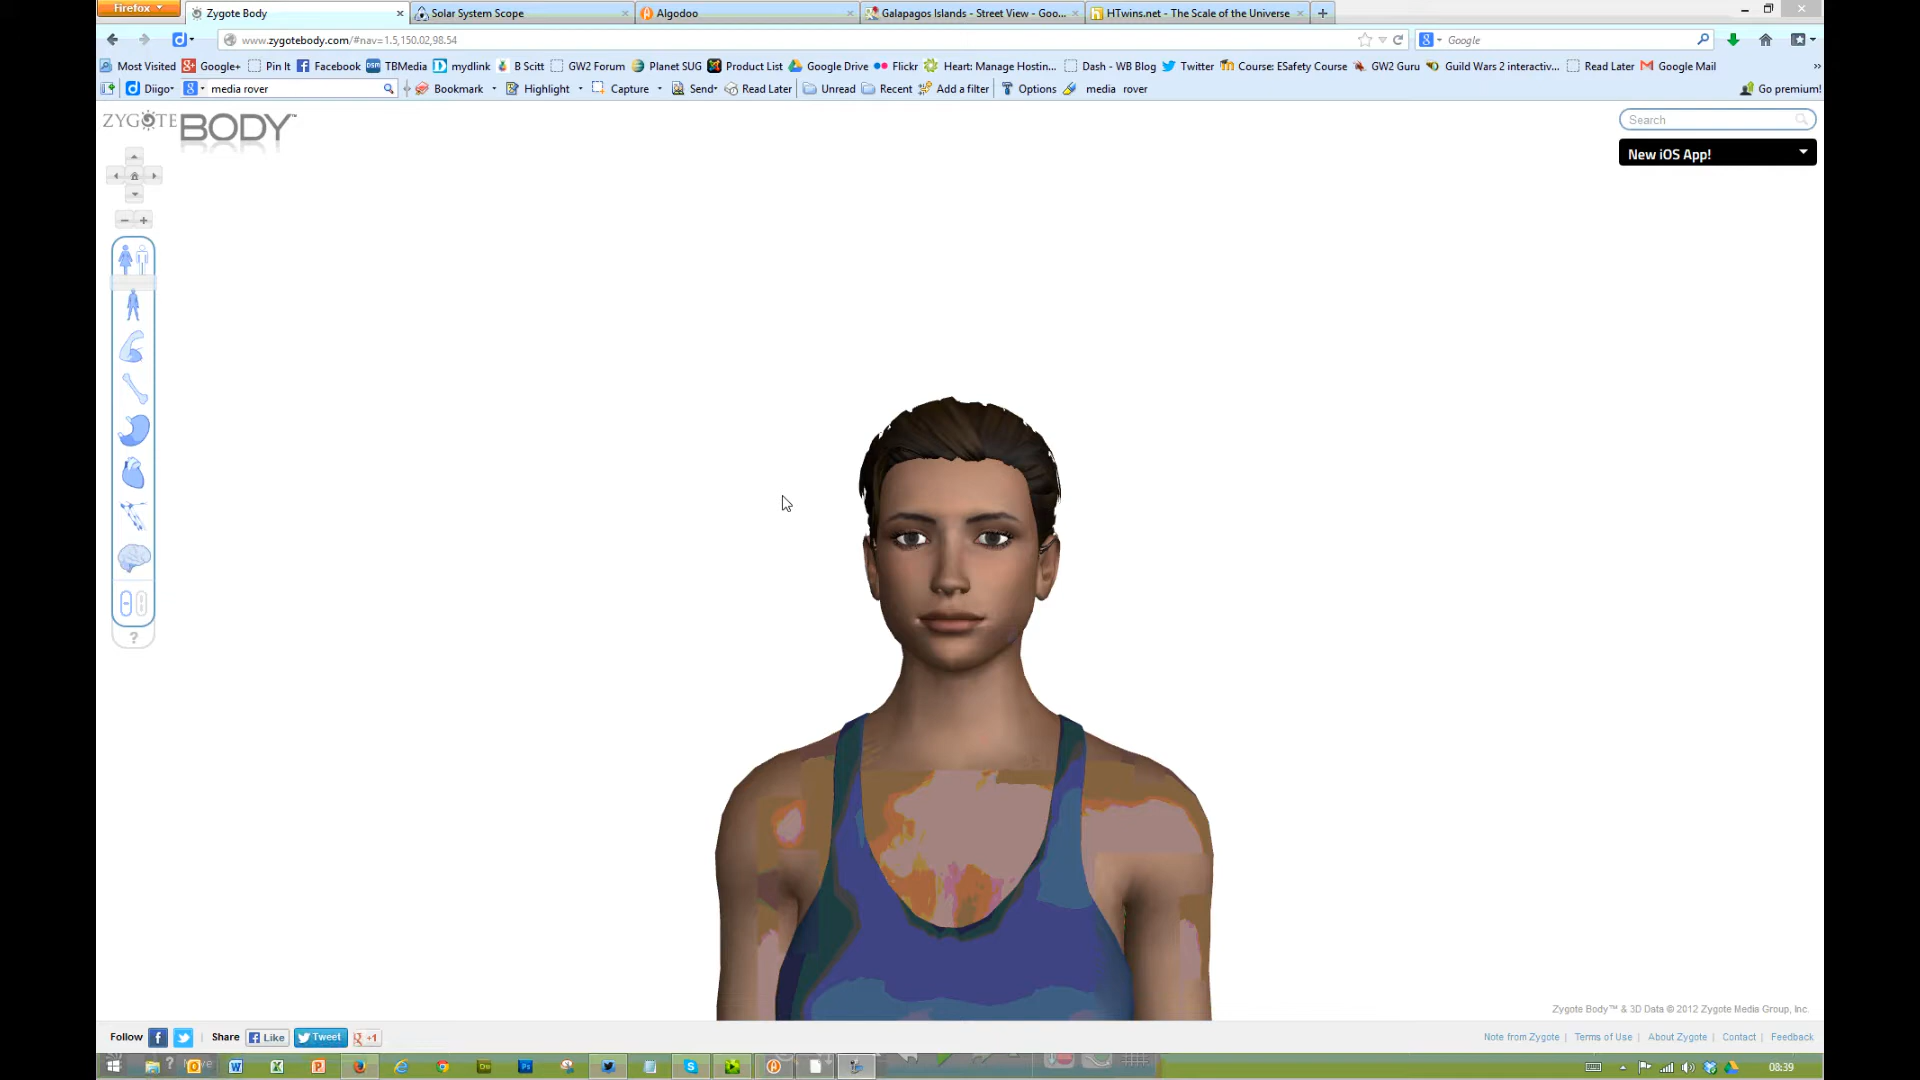 Firefox
Zygote Body
Solar System Scope
Algodoo
Galapagos Islands - Street View - Goo...
HTwins.net - The Scale of the Universe
www.zygotebody.com/#nav=1.5,150.02,98.54
Google
Most Visited Google+ Pin It Facebook TBMedia mydlink B Scitt GW2 Forum Planet SUG Product List Google Drive Flickr Heart: Manage Hostin... Dash - WB Blog Twitter Course: ESafety Course GW2 Guru Guild Wars 2 interactiv... Read Later Google Mail
Diigo media rover Bookmark Highlight Capture Send Read Later Unread Recent Add a filter Options media rover Go premium!
ZYGOTE BODY™
Search
New iOS App!
?
Zygote Body™ & 3D Data © 2012 Zygote Media Group, Inc.
Follow Share Like Tweet +1
Note from Zygote Terms of Use About Zygote Contact Feedback
08:39